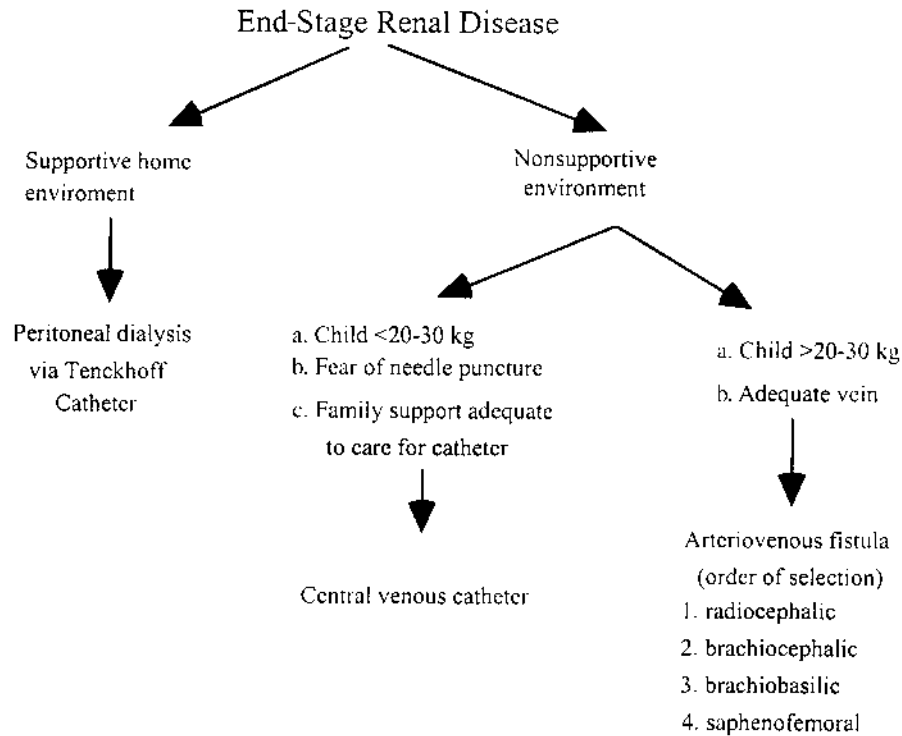 End-Stage Renal Disease
Supportive home
enviroment
Nonsupportive
environment
Peritoneal dialysis
via Tenckhoff
Catheter
a. Child <20-30 kg
b. Fear of needle puncture
c. Family support adequate
to care for catheter
Central venous catheter
a. Child >20-30 kg
b. Adequate vein
Arteriovenous fistula
(order of selection)
1. radiocephalic
2. brachiocephalic
3. brachiobasilic
4. saphenofemoral